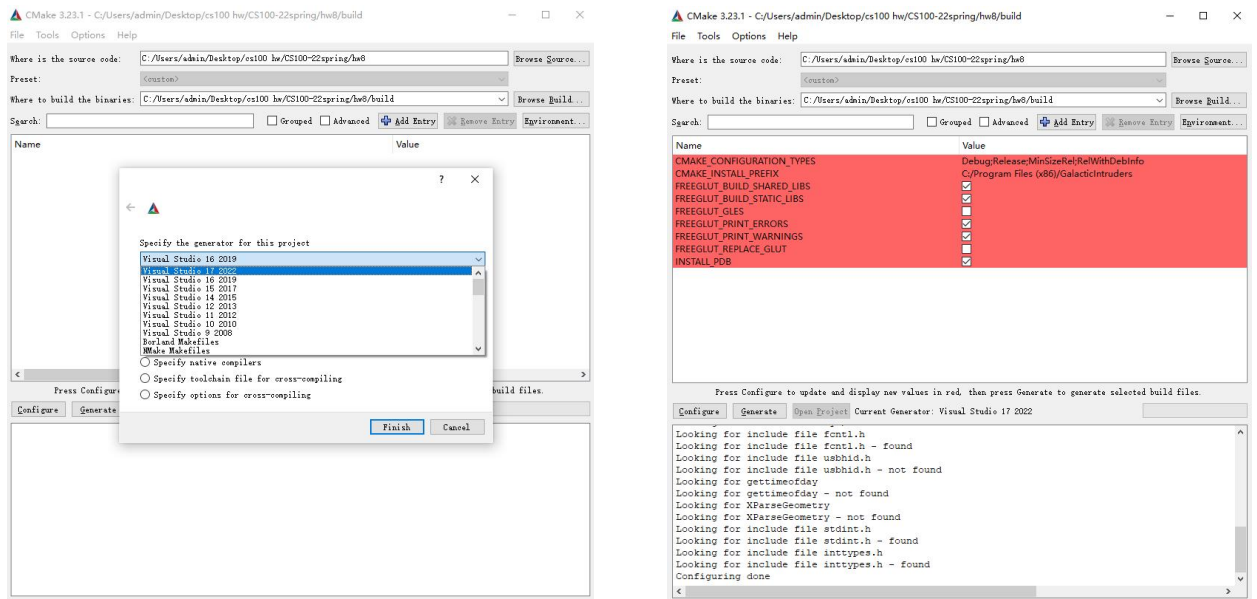 CMake 3.23.1 - C:/Users/admin/Desktop/cs100 hw/CS100-22spring/hw8/build
File Tools Options Help
Where is the source code: C:/Users/admin/Desktop/cs100 hw/CS100-22spring/hw8 Browse Source...
Preset: <custom>
Where to build the binaries: C:/Users/admin/Desktop/cs100 hw/CS100-22spring/hw8/build Browse Build...
Search: Grouped Advanced Add Entry Remove Entry Environment...
Name Value
?
Specify the generator for this project
Visual Studio 16 2019
Visual Studio 17 2022
Visual Studio 16 2019
Visual Studio 15 2017
Visual Studio 14 2015
Visual Studio 12 2013
Visual Studio 11 2012
Visual Studio 10 2010
Visual Studio 9 2008
Borland Makefiles
NMake Makefiles
Specify native compilers
Specify toolchain file for cross-compiling
Specify options for cross-compiling
Finish Cancel
Press Configure build files.
Configure Generate
CMake 3.23.1 - C:/Users/admin/Desktop/cs100 hw/CS100-22spring/hw8/build
File Tools Options Help
Where is the source code: C:/Users/admin/Desktop/cs100 hw/CS100-22spring/hw8 Browse Source...
Preset: <custom>
Where to build the binaries: C:/Users/admin/Desktop/cs100 hw/CS100-22spring/hw8/build Browse Build...
Search: Grouped Advanced Add Entry Remove Entry Environment...
Name Value
CMAKE_CONFIGURATION_TYPES Debug;Release;MinSizeRel;RelWithDebInfo
CMAKE_INSTALL_PREFIX C:/Program Files (x86)/GalacticIntruders
FREEGLUT_BUILD_SHARED_LIBS
FREEGLUT_BUILD_STATIC_LIBS
FREEGLUT_GLES
FREEGLUT_PRINT_ERRORS
FREEGLUT_PRINT_WARNINGS
FREEGLUT_REPLACE_GLUT
INSTALL_PDB
Press Configure to update and display new values in red, then press Generate to generate selected build files.
Configure Generate Open Project Current Generator: Visual Studio 17 2022
Looking for include file fcntl.h
Looking for include file fcntl.h - found
Looking for include file usbhid.h
Looking for include file usbhid.h - not found
Looking for gettimeofday
Looking for gettimeofday - not found
Looking for XParseGeometry
Looking for XParseGeometry - not found
Looking for include file stdint.h
Looking for include file stdint.h - found
Looking for include file inttypes.h
Looking for include file inttypes.h - found
Configuring done